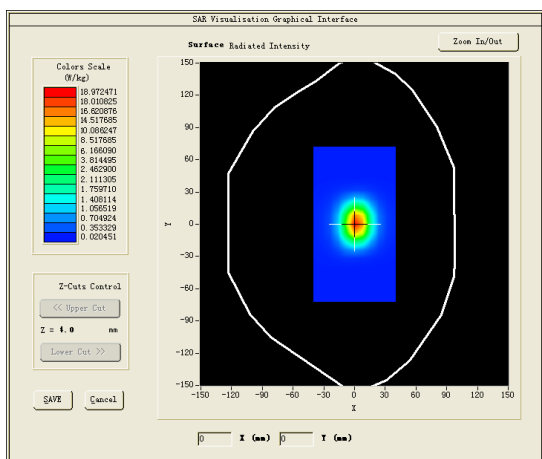 SAR Visualisation Graphical Interface
Surface Radiated Intensity
Zoom In/Out
Colors Scale
(W/kg)
18.972471
18.010825
16.620876
14.517685
10.086247
8.517685
6.166090
3.814495
2.462900
2.111305
1.759710
1.408114
1.056519
0.704924
0.353329
0.020451
150
120
90
60
30
0
-30
-60
-90
-120
-150
Y
-150 -120 -90 -60 -30 0 30 60 90 120 150
X
Z-Cuts Control
<< Upper Cut
Z = 4.0 mm
Lower Cut >>
SAVE Cancel
0 X (mm) 0 Y (mm)